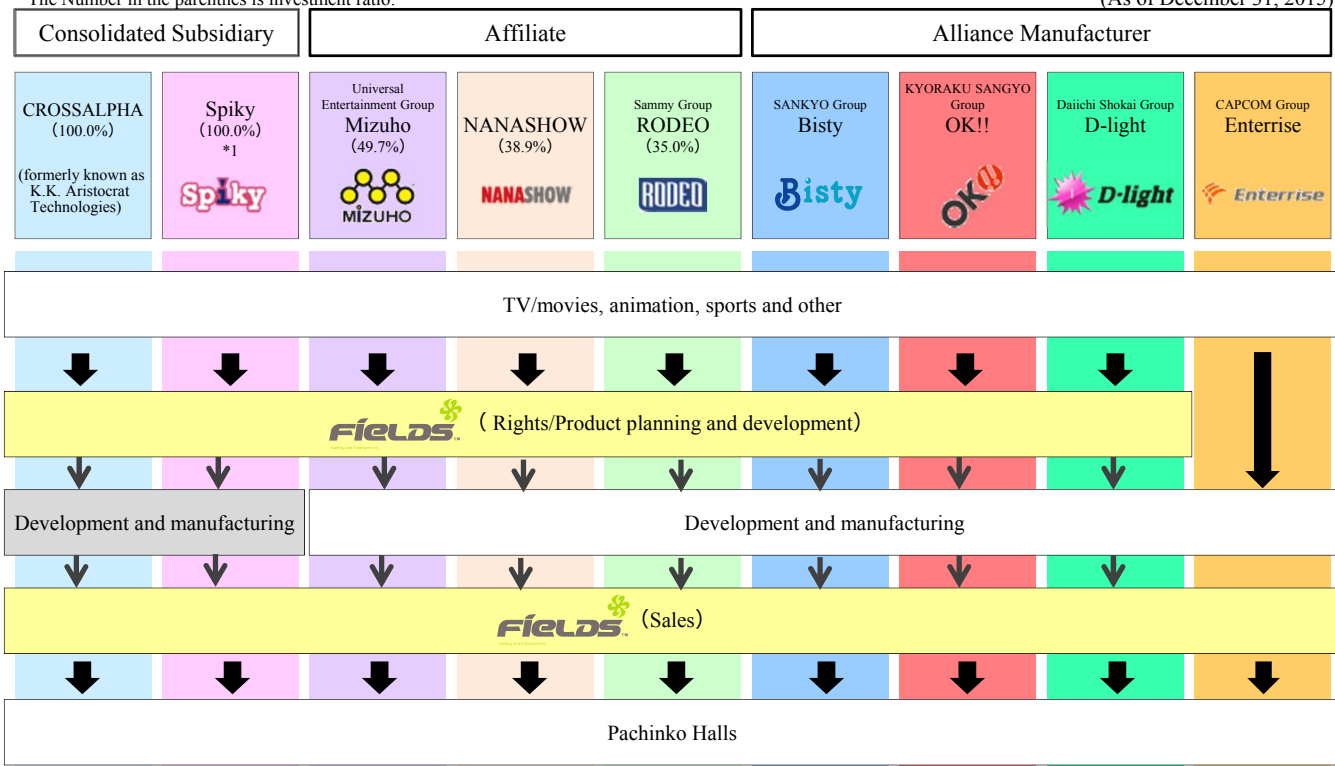 The Number in the parenthes is investment ratio.
(As of December 31, 2015)
Consolidated Subsidiary
Affiliate
Alliance Manufacturer
CROSSALPHA
(100.0%)
(formerly known as
K.K. Aristocrat
Technologies)
Spiky
(100.0%)
*1
Spiky
Universal
Entertainment Group
Mizuho
(49.7%)
MIZUHO
NANASHOW
(38.9%)
NANASHOW
Sammy Group
RODEO
(35.0%)
RODEO
SANKYO Group
Bisty
Bisty
KYORAKU SANGYO
Group
OK!!
OK!!
Daiichi Shokai Group
D-light
D·light
CAPCOM Group
Enterrise
Enterrise
TV/movies, animation, sports and other
FIELDS ( Rights/Product planning and development)
Development and manufacturing
Development and manufacturing
FIELDS (Sales)
Pachinko Halls